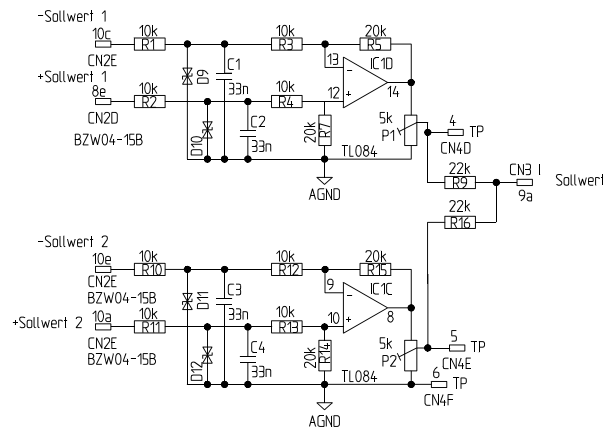 -Sollwert 1
10c
CN2E
10k
R1
D9
C1
33n
10k
R3
20k
R5
13
IC1D
14
+Sollwert 1
8e
CN2D
BZW04-15B
10k
R2
D10
C2
33n
10k
R4
12
20k
R7
TL084
AGND
5k
P1
4
TP
CN4D
22k
R9
CN3 I
9a
Sollwert
22k
R16
-Sollwert 2
10e
CN2E
BZW04-15B
10k
R10
D11
C3
33n
10k
R12
20k
R15
9
IC1C
8
+Sollwert 2
10a
CN2E
BZW04-15B
10k
R11
D12
C4
33n
10k
R13
10
20k
R14
TL084
AGND
5k
P2
5
TP
CN4E
6
TP
CN4F